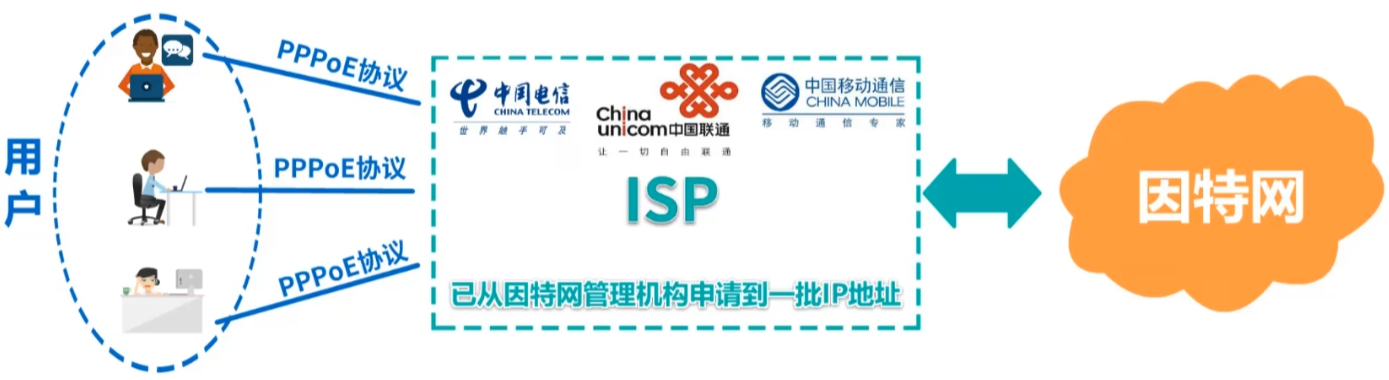 用户
PPPoE协议
PPPoE协议
PPPoE协议
中国电信
CHINA TELECOM
世界触手可及
China
unicom中国联通
让一切自由联通
中国移动通信
CHINA MOBILE
移动通信专家
ISP
已从因特网管理机构申请到一批IP地址
因特网